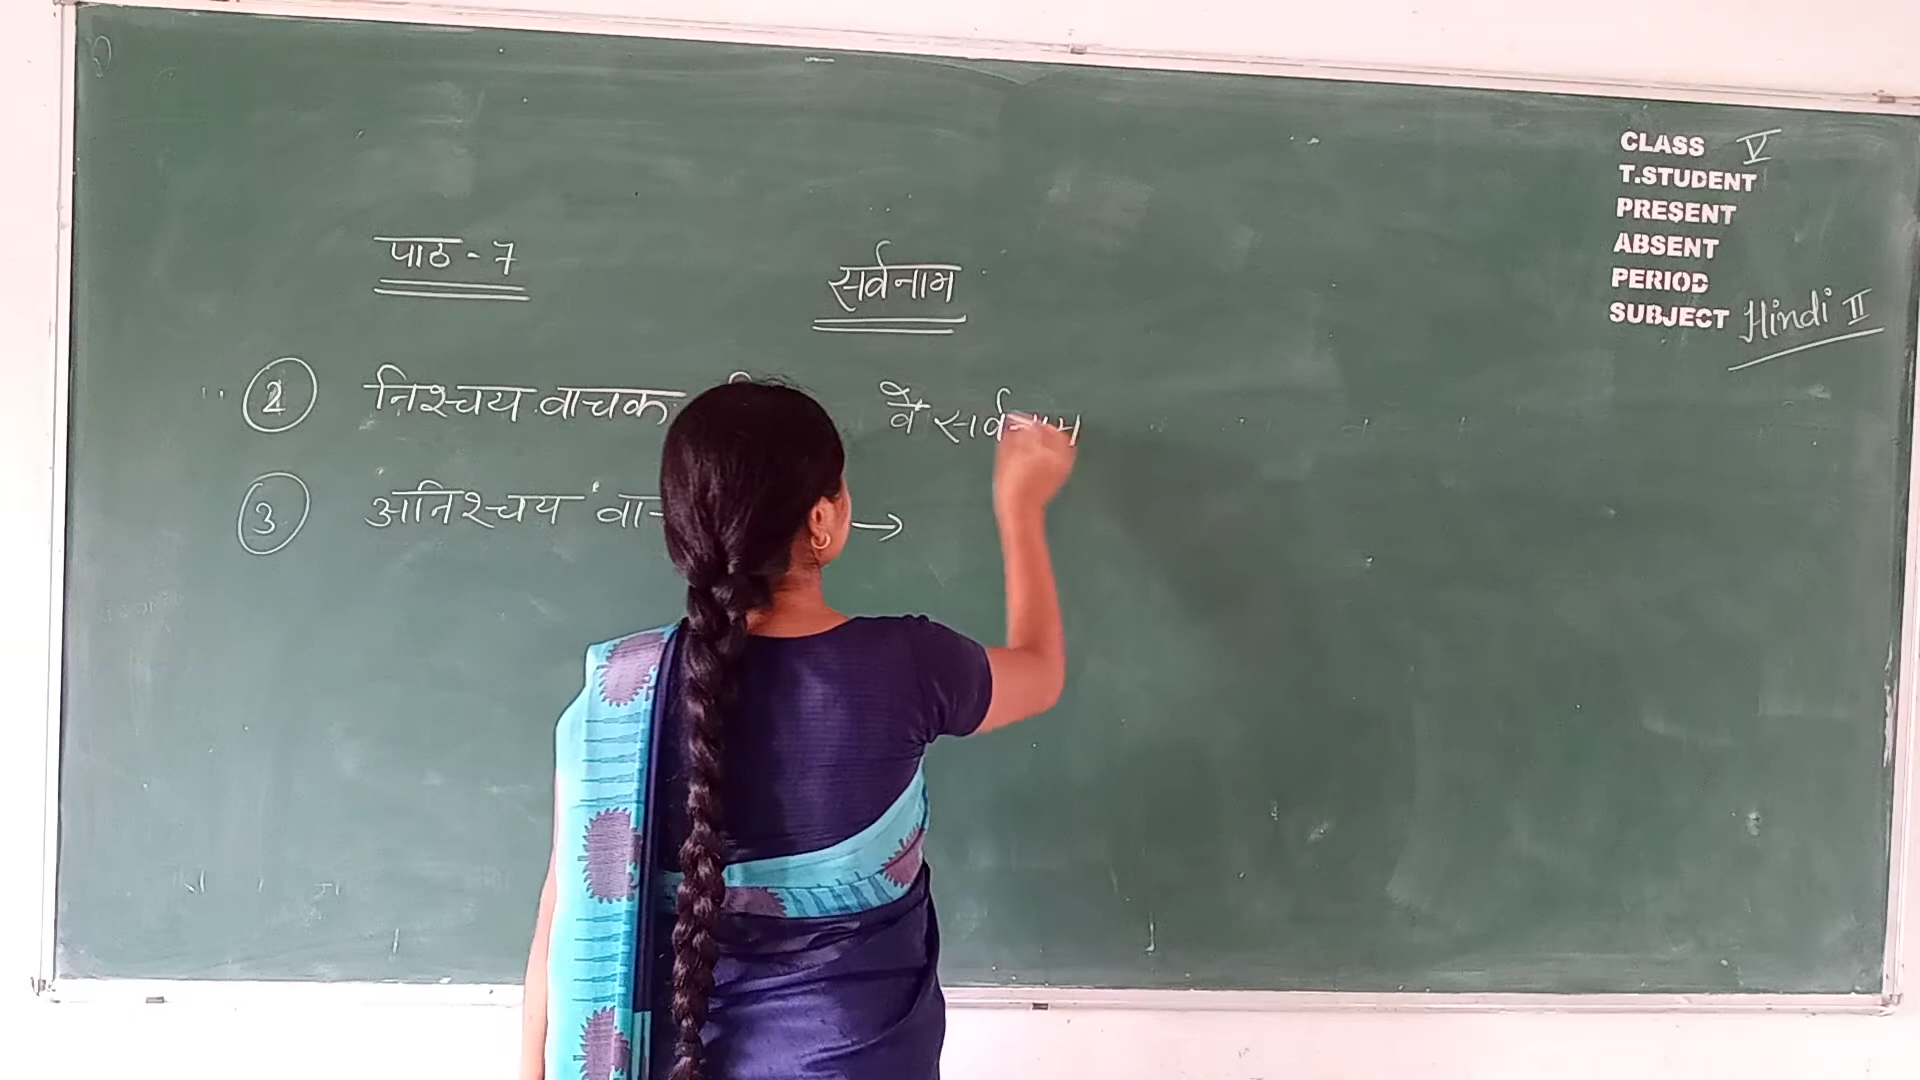 CLASS V
T.STUDENT
PRESENT
ABSENT
PERIOD
SUBJECT Hindi II
पाठ - 7 सर्वनाम
2 निश्चय वाचक वे सर्वनाम
3 अनिश्चय वा →